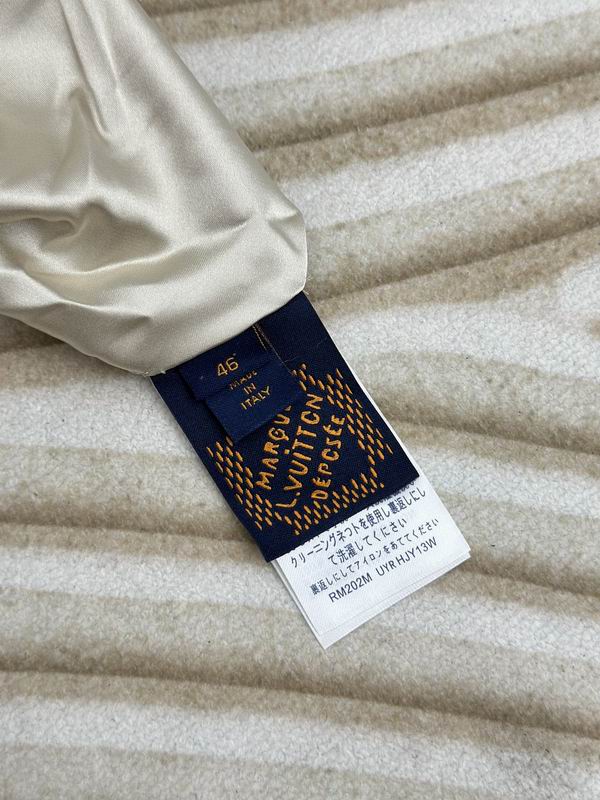 46
MADE
IN
ITALY
MARQU
L.VUITTON
DÉPOSÉE
クリーニングネットを使用し裏返しにし
て洗濯してください
裏返しにしてアイロンをあててください
RM202M UYR HJY13W